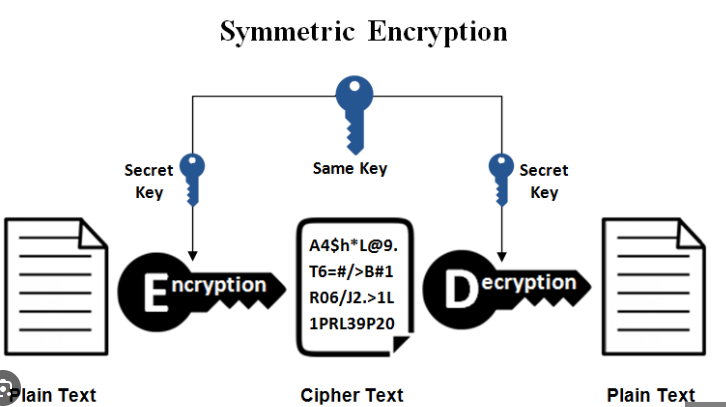 Symmetric Encryption
Secret
Key
Same Key
Secret
Key
Encryption
A4$h*L@9.
T6=#/>B#1
R06/J2.>1L
1PRL39P20
Decryption
Plain Text
Cipher Text
Plain Text